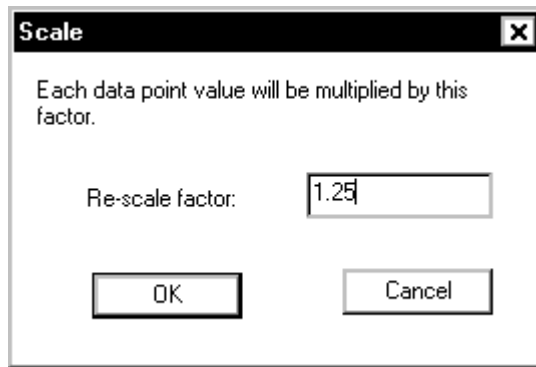 Scale
Each data point value will be multiplied by this
factor.
Re-scale factor:
1.25
OK
Cancel